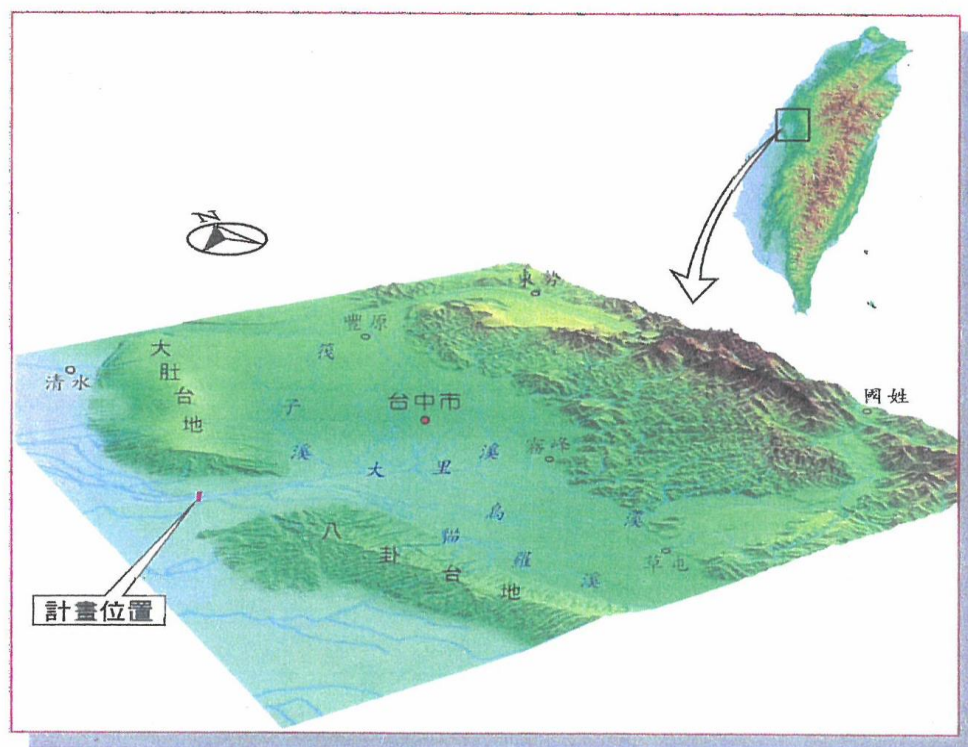 N
東勢
豐原
大肚台地
清水
筏子溪
台中市
國姓
大里溪
霧峰
烏溪
八卦台地
貓羅溪
草屯
計畫位置